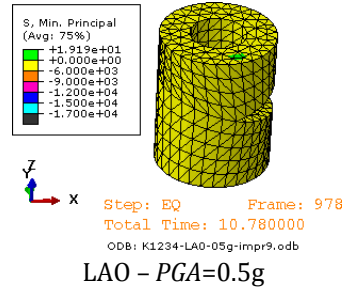 S, Min. Principal
(Avg: 75%)
+1.919e+01
+0.000e+00
-6.000e+03
-9.000e+03
-1.200e+04
-1.500e+04
-1.700e+04
Z
Y
X
Step: EQ Frame: 978
Total Time: 10.780000
ODB: K1234-LA0-05g-impr9.odb
LAO – PGA=0.5g